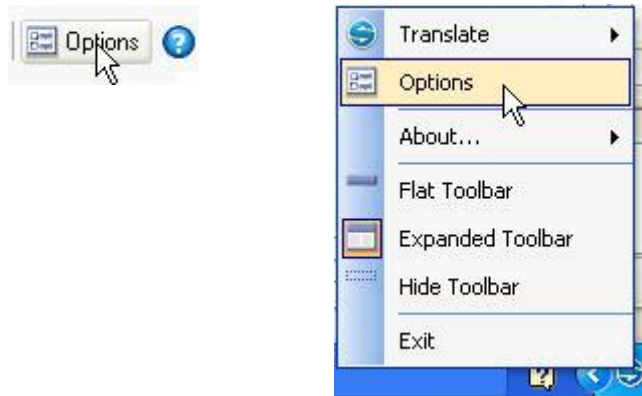 Options
Translate
Options
About...
Flat Toolbar
Expanded Toolbar
Hide Toolbar
Exit